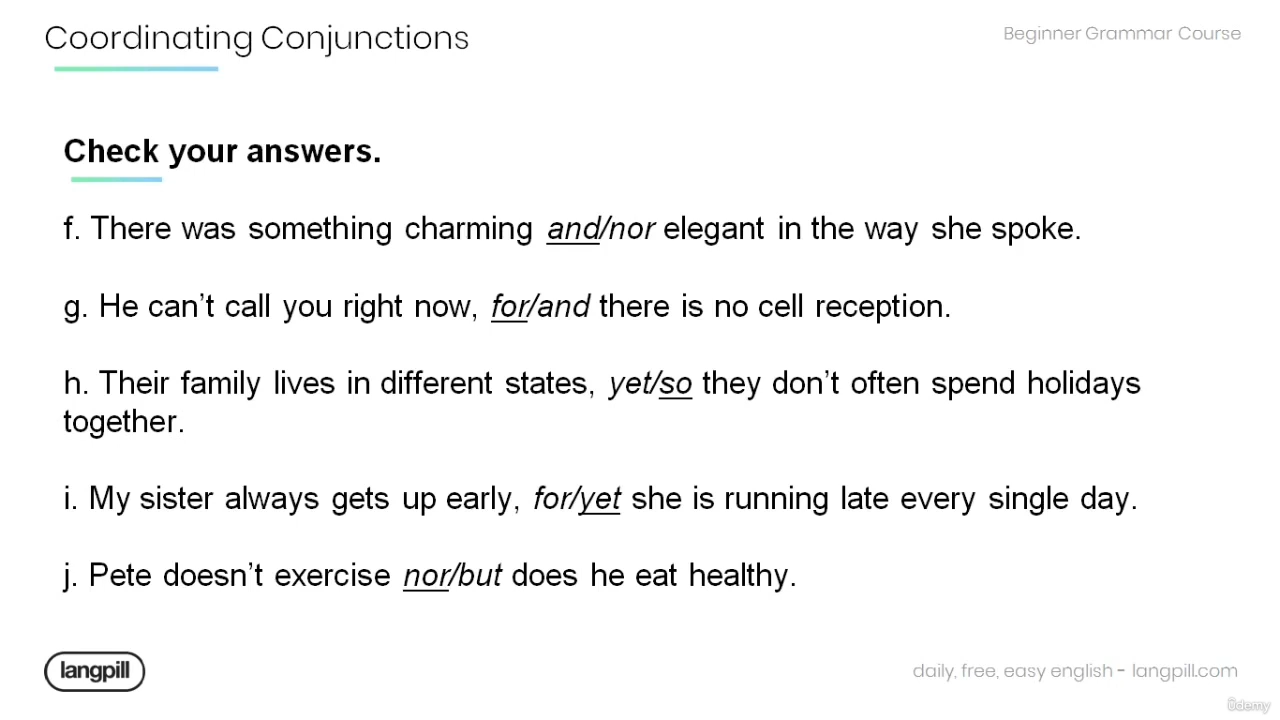 Coordinating Conjunctions
Beginner Grammar Course
Check your answers.
f. There was something charming and/nor elegant in the way she spoke.
g. He can’t call you right now, for/and there is no cell reception.
h. Their family lives in different states, yet/so they don’t often spend holidays
together.
i. My sister always gets up early, for/yet she is running late every single day.
j. Pete doesn’t exercise nor/but does he eat healthy.
langpill
daily, free, easy english - langpill.com
ûdemy